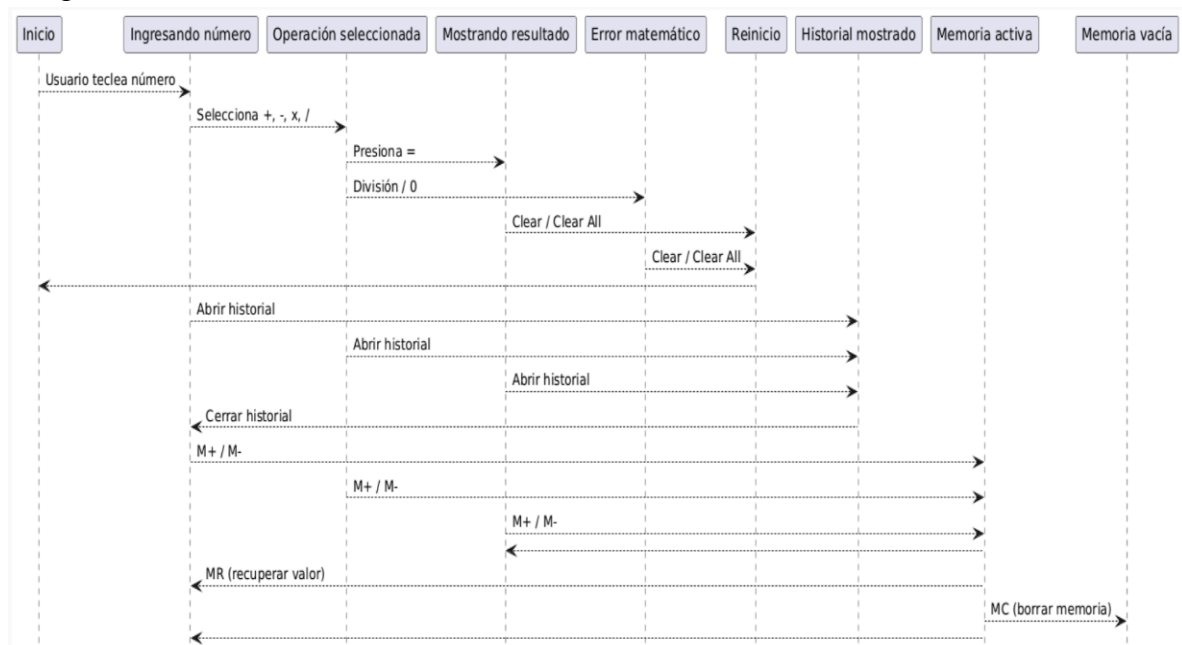 Inicio
Ingresando número
Operación seleccionada
Mostrando resultado
Error matemático
Reinicio
Historial mostrado
Memoria activa
Memoria vacía
Usuario teclea número
Selecciona +, -, x, /
Presiona =
División / 0
Clear / Clear All
Clear / Clear All
Abrir historial
Abrir historial
Abrir historial
Cerrar historial
M+ / M-
M+ / M-
M+ / M-
MR (recuperar valor)
MC (borrar memoria)